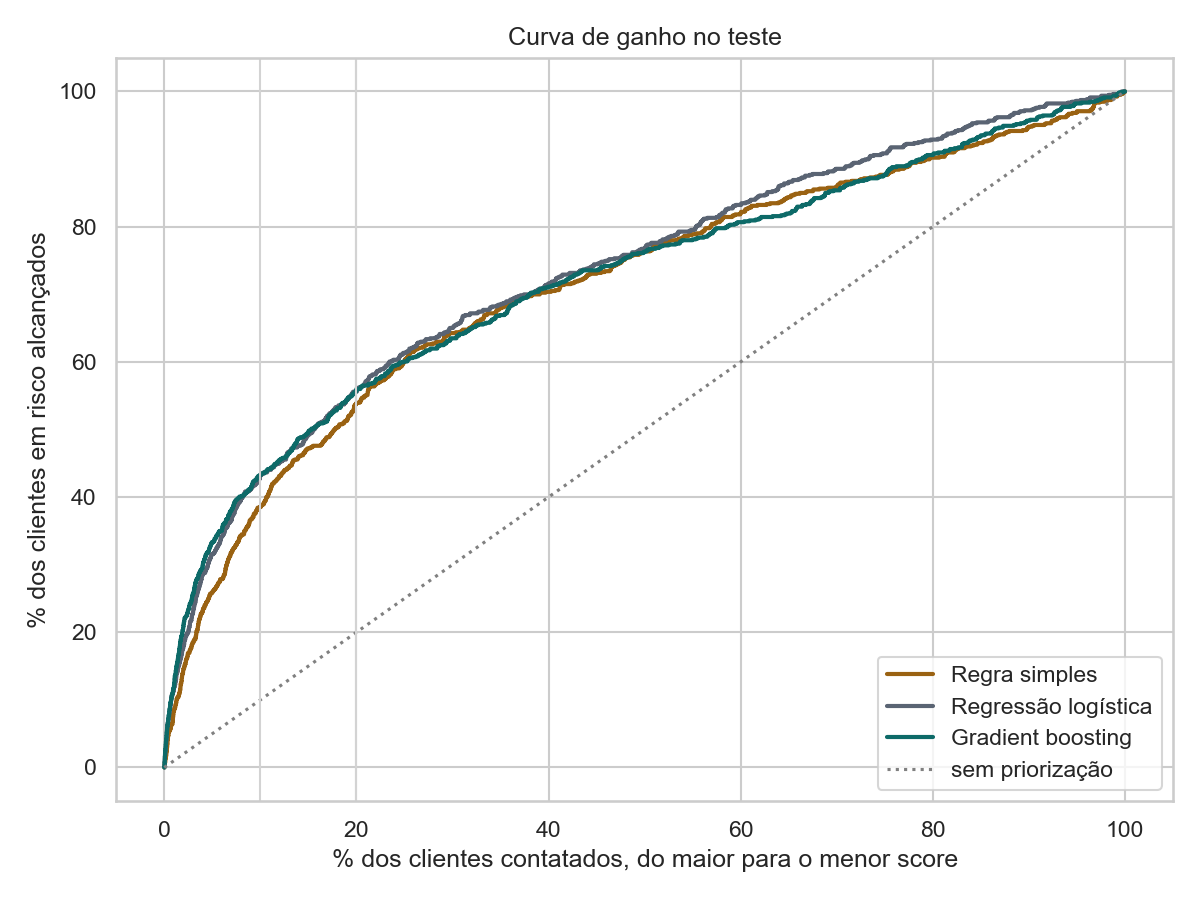 Curva de ganho no teste
% dos clientes em risco alcançados
100
80
60
40
20
0
0 20 40 60 80 100
% dos clientes contatados, do maior para o menor score
Regra simples
Regressão logística
Gradient boosting
sem priorização